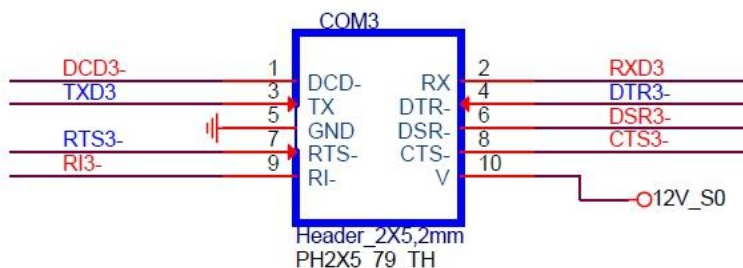 COM3
DCD3- 1 DCD- RX 2 RXD3
TXD3 3 TX DTR- 4 DTR3-
5 GND DSR- 6 DSR3-
RTS3- 7 RTS- CTS- 8 CTS3-
RI3- 9 RI- V 10
12V_S0
Header_2X5,2mm
PH2X5_79_TH